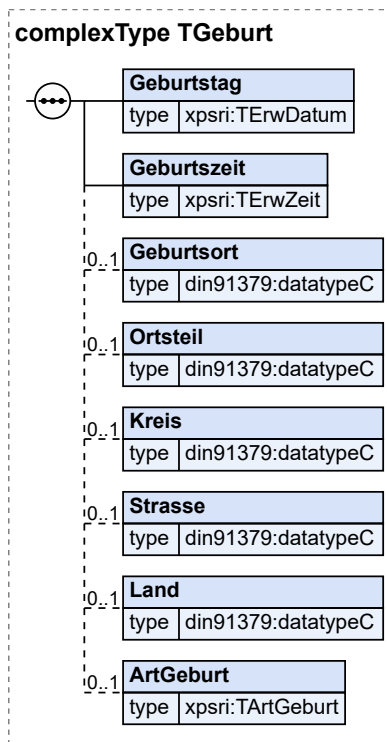 complexType TGeburt
Geburtstag
type xpsri:TErwDatum
Geburtszeit
type xpsri:TErwZeit
0..1 Geburtsort
type din91379:datatypeC
0..1 Ortsteil
type din91379:datatypeC
0..1 Kreis
type din91379:datatypeC
0..1 Strasse
type din91379:datatypeC
0..1 Land
type din91379:datatypeC
0..1 ArtGeburt
type xpsri:TArtGeburt